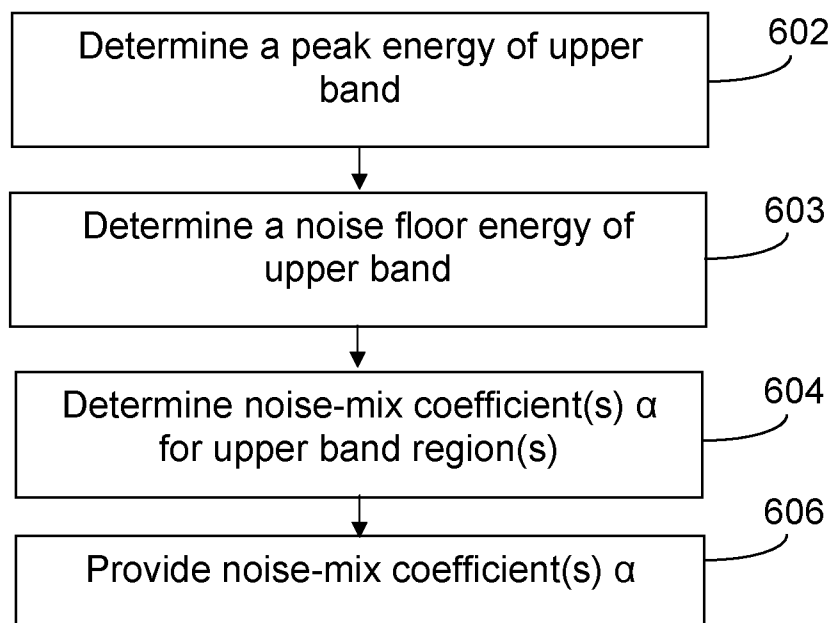 Determine a peak energy of upper
band
602
Determine a noise floor energy of
upper band
603
Determine noise-mix coefficient(s) α
for upper band region(s)
604
Provide noise-mix coefficient(s) α
606